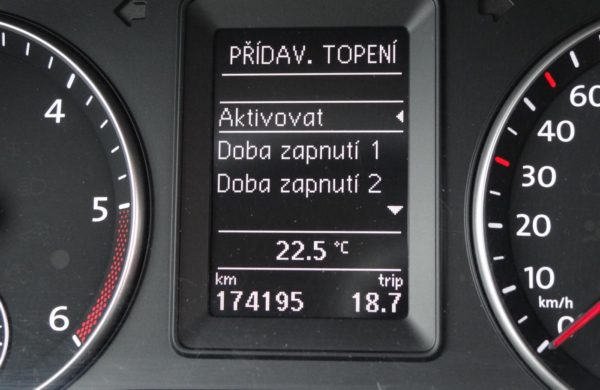 PŘÍDAV. TOPENÍ
Aktivovat
Doba zapnutí 1
Doba zapnutí 2
22.5 °C
km trip
174195 18.7
4
5
6
60
40
30
20
10
km/h
0